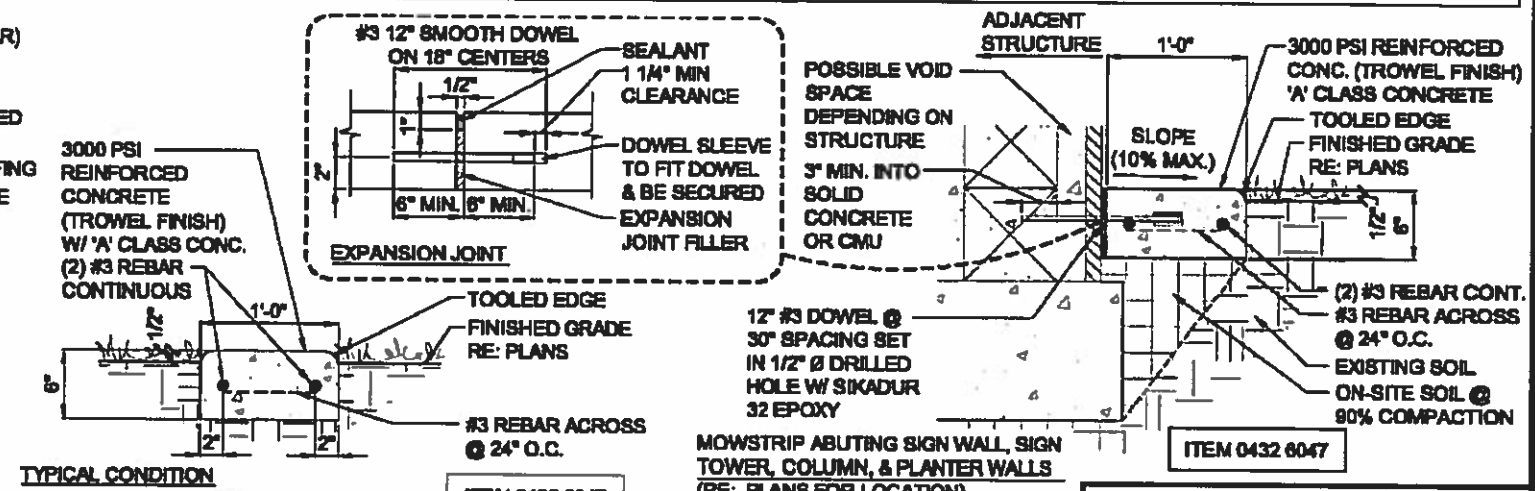 R)
ED
FING
E
3000 PSI
REINFORCED
CONCRETE
(TROWEL FINISH)
W/ 'A' CLASS CONC.
(2) #3 REBAR
CONTINUOUS
1'-0"
1/2"
6"
2"
2"
TOOLED EDGE
FINISHED GRADE
RE: PLANS
#3 REBAR ACROSS
@ 24" O.C.
TYPICAL CONDITION
#3 12" SMOOTH DOWEL
ON 18" CENTERS
1/2"
1"
2"
6" MIN.
6" MIN.
SEALANT
1 1/4" MIN
CLEARANCE
DOWEL SLEEVE
TO FIT DOWEL
& BE SECURED
EXPANSION
JOINT FILLER
EXPANSION JOINT
ADJACENT
STRUCTURE
1'-0"
POSSIBLE VOID
SPACE
DEPENDING ON
STRUCTURE
3" MIN. INTO
SOLID
CONCRETE
OR CMU
SLOPE
(10% MAX.)
3000 PSI REINFORCED
CONC. (TROWEL FINISH)
'A' CLASS CONCRETE
TOOLED EDGE
FINISHED GRADE
RE: PLANS
1/2"
6"
12" #3 DOWEL @
30" SPACING SET
IN 1/2" Ø DRILLED
HOLE W/ SIKADUR
32 EPOXY
(2) #3 REBAR CONT.
#3 REBAR ACROSS
@ 24" O.C.
EXISTING SOIL
ON-SITE SOIL @
90% COMPACTION
ITEM 0432 6047
MOWSTRIP ABUTING SIGN WALL, SIGN
TOWER, COLUMN, & PLANTER WALLS
(RE: PLANS FOR LOCATION)